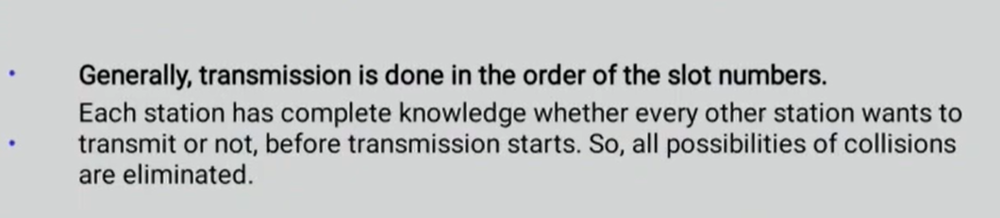 Generally, transmission is done in the order of the slot numbers.
Each station has complete knowledge whether every other station wants to
transmit or not, before transmission starts. So, all possibilities of collisions
are eliminated.